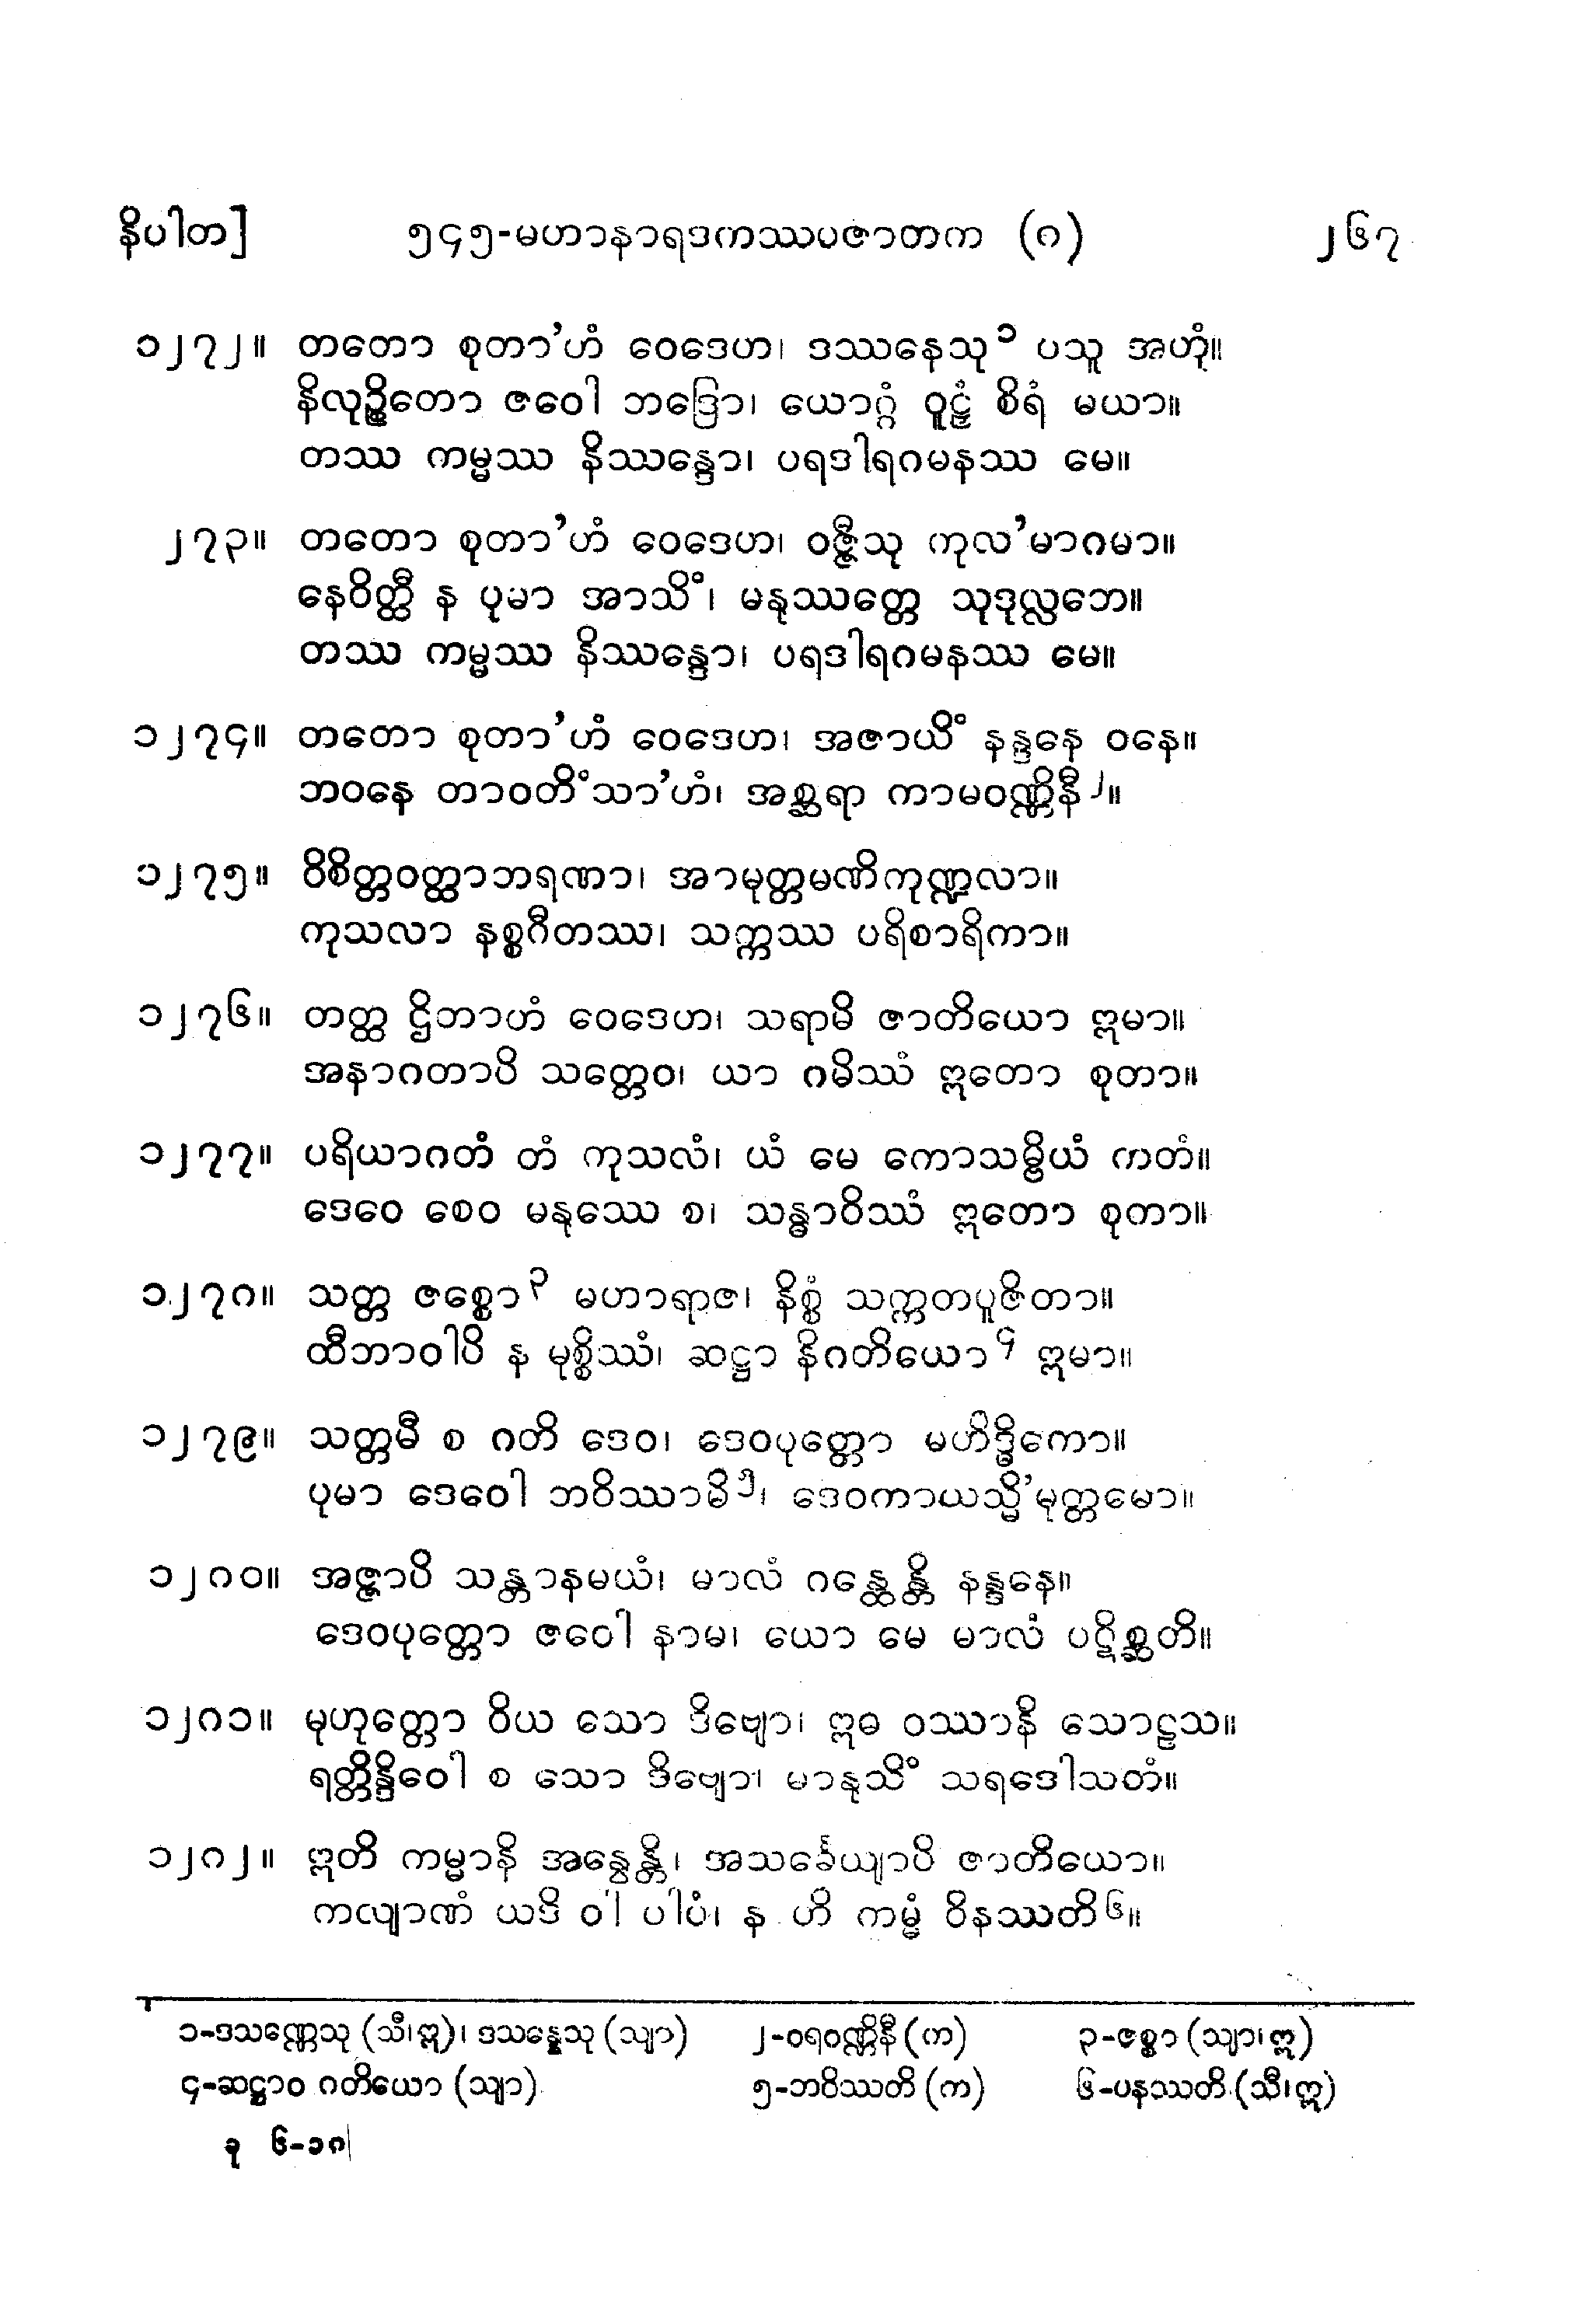 နိပါတ] ၅၄၅-မဟာနာရဒကဿပဇာတက (၈) ၂၆၇
၁၂၇၂။ တတော စုတာ’ဟံ ဝေဒေဟ၊ ဒဿနေသု၁ ပသူ အဟုံ။
နိလုဉ္ဆိတော ဇဝေါ ဘဒြော၊ ယောဂ္ဂံ ဝူဠှံ စိရံ မယာ။
တဿ ကမ္မဿ နိဿန္ဒော၊ ပရဒါရဂမနဿ မေ။
၂၇၃။ တတော စုတာ’ဟံ ဝေဒေဟ၊ ဝဇ္ဇီသု ကုလ’မာဂမာ။
နေဝိတ္ထီ န ပုမာ အာသိံ၊ မနုဿတ္တေ သုဒုလ္လဘေ။
တဿ ကမ္မဿ နိဿန္ဒော၊ ပရဒါရဂမနဿ မေ။
၁၂၇၄။ တတော စုတာ’ဟံ ဝေဒေဟ၊ အဇာယိံ နန္ဒနေ ဝနေ။
ဘဝနေ တာဝတိံသာ’ဟံ၊ အစ္ဆရာ ကာမဝဏ္ဏိနီ၂။
၁၂၇၅။ ဝိစိတ္တဝတ္ထာဘရဏာ၊ အာမုတ္တမဏိကုဏ္ဍလာ။
ကုသလာ နစ္စဂီတဿ၊ သက္ကဿ ပရိစာရိကာ။
၁၂၇၆။ တတ္ထ ဌိတာဟံ ဝေဒေဟ၊ သရာမိ ဇာတိယော ဣမာ။
အနာဂတာပိ သတ္တေဝ၊ ယာ ဂမိဿံ ဣတော စုတာ။
၁၂၇၇။ ပရိယာဂတံ တံ ကုသလံ၊ ယံ မေ ကောသမ္ဗိယံ ကတံ။
ဒေဝေ စေဝ မနုဿေ စ၊ သန္ဓာဝိဿံ ဣတော စုတာ။
၁၂၇၈။ သတ္တ ဇစ္စော၃ မဟာရာဇ၊ နိစ္စံ သက္ကတပူဇိတာ။
ထီဘာဝါပိ န မုစ္စိဿံ၊ ဆဋ္ဌာ နိဂတိယော၄ ဣမာ။
၁၂၇၉။ သတ္တမီ စ ဂတိ ဒေဝ၊ ဒေဝပုတ္တော မဟိဒ္ဓိကော။
ပုမာ ဒေဝေါ ဘဝိဿာမိ၅၊ ဒေဝကာယသ္မိ’မုတ္တမော။
၁၂၈၀။ အဇ္ဇာပိ သန္တာနမယံ၊ မာလံ ဂန္ထေန္တိ နန္ဒနေ။
ဒေဝပုတ္တော ဇဝေါ နာမ၊ ယော မေ မာလံ ပဋိစ္ဆတိ။
၁၂၈၁။ မုဟုတ္တော ဝိယ သော ဒိဗျော၊ ဣဓ ဝဿာနိ သောဠသ။
ရတ္တိန္ဒိဝေါ စ သော ဒိဗျော၊ မာနုသိံ သရဒေါသတံ။
၁၂၈၂။ ဣတိ ကမ္မာနိ အန္ဝေန္တိ၊ အသင်္ခေယျာပိ ဇာတိယော။
ကလျာဏံ ယဒိ ဝါ ပါပံ၊ န ဟိ ကမ္မံ ဝိနဿတိ၆။
၁-ဒသဏ္ဏေသု (သီ၊ဣ)၊ ဒသန္နေသု (သျာ) ၂-ဝရဝဏ္ဏိနီ (က) ၃-ဇစ္စာ (သျာ၊ဣ)
၄-ဆဋ္ဌာဝ ဂတိယော (သျာ) ၅-ဘဝိဿတိ (က) ၆-ပနဿတိ (သီ၊ဣ)
ခု ၆-၁၈